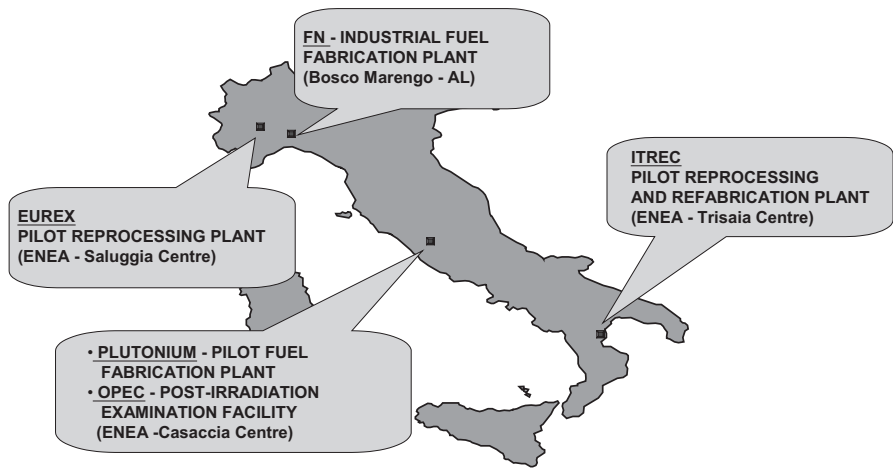 FN - INDUSTRIAL FUEL
FABRICATION PLANT
(Bosco Marengo - AL)
ITREC
PILOT REPROCESSING
AND REFABRICATION PLANT
(ENEA - Trisaia Centre)
EUREX
PILOT REPROCESSING PLANT
(ENEA - Saluggia Centre)
• PLUTONIUM - PILOT FUEL
FABRICATION PLANT
• OPEC - POST-IRRADIATION
EXAMINATION FACILITY
(ENEA -Casaccia Centre)